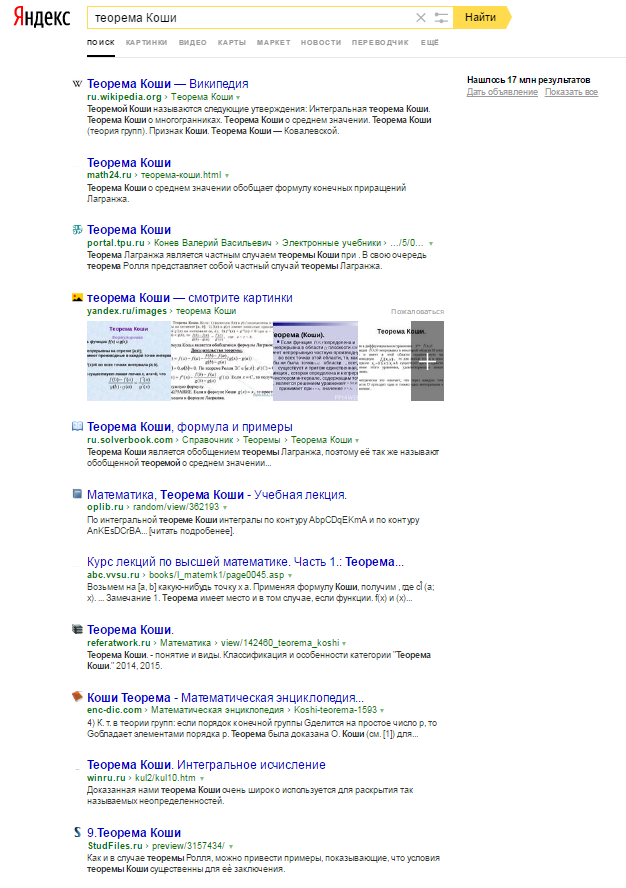 Яндекс
теорема Коши
Найти
ПОИСК КАРТИНКИ ВИДЕО КАРТЫ МАРКЕТ НОВОСТИ ПЕРЕВОДЧИК ЕЩЁ
Нашлось 17 млн результатов
Дать объявление Показать все
Теорема Коши — Википедия
ru.wikipedia.org › Теорема Коши
Теоремой Коши называются следующие утверждения: Интегральная теорема Коши.
Теорема Коши о многогранниках. Теорема Коши о среднем значении. Теорема Коши
(теория групп). Признак Коши. Теорема Коши — Ковалевской.
Теорема Коши
math24.ru › теорема-коши.html
Теорема Коши о среднем значении обобщает формулу конечных приращений
Лагранжа.
Теорема Коши
portal.tpu.ru › Конев Валерий Васильевич › Электронные учебники › .../5/0...
Теорема Лагранжа является частным случаем теоремы Коши при . В свою очередь
теорема Ролля представляет собой частный случай теоремы Лагранжа.
теорема Коши — смотрите картинки
yandex.ru/images › теорема Коши
Пожаловаться
Теорема Коши
еорема (Коши).
Теорема Коши.
Теорема Коши, формула и примеры
ru.solverbook.com › Справочник › Теоремы › Теорема Коши
Теорема Коши является обобщением теоремы Лагранжа, поэтому её так же называют
обобщенной теоремой о среднем значении...
Математика, Теорема Коши - Учебная лекция.
oplib.ru › random/view/362193
По интегральной теореме Коши интегралы по контуру AbpCDqEKmA и по контуру
AnKEsDCrBA... [читать подробенее].
Курс лекций по высшей математике. Часть 1.: Теорема...
abc.vvsu.ru › books/l_matemk1/page0045.asp
Возьмем на [a, b] какую-нибудь точку x a. Применяя формулу Коши, получим , где cÎ (a;
x). ... Замечание 1. Теорема имеет место и в том случае, если функции. f(x) и (x)...
Теорема Коши.
referatwork.ru › Математика › view/142460_teorema_koshi
Теорема Коши. - понятие и виды. Классификация и особенности категории "Теорема
Коши." 2014, 2015.
Коши Теорема - Математическая энциклопедия...
enc-dic.com › Математическая энциклопедия › Koshi-teorema-1593
4) К. т. в теории групп: если порядок конечной группы Gделится на простое число р, то
Gобладает элементами порядка р. Теорема была доказана О. Коши (см. [1]) для...
Теорема Коши. Интегральное исчисление
winru.ru › kul2/kul10.htm
Доказанная нами теорема Коши очень широко используется для раскрытия так
называемых неопределенностей.
9.Теорема Коши
StudFiles.ru › preview/3157434/
Как и в случае теоремы Ролля, можно привести примеры, показывающие, что условия
теоремы Коши существенны для её заключения.